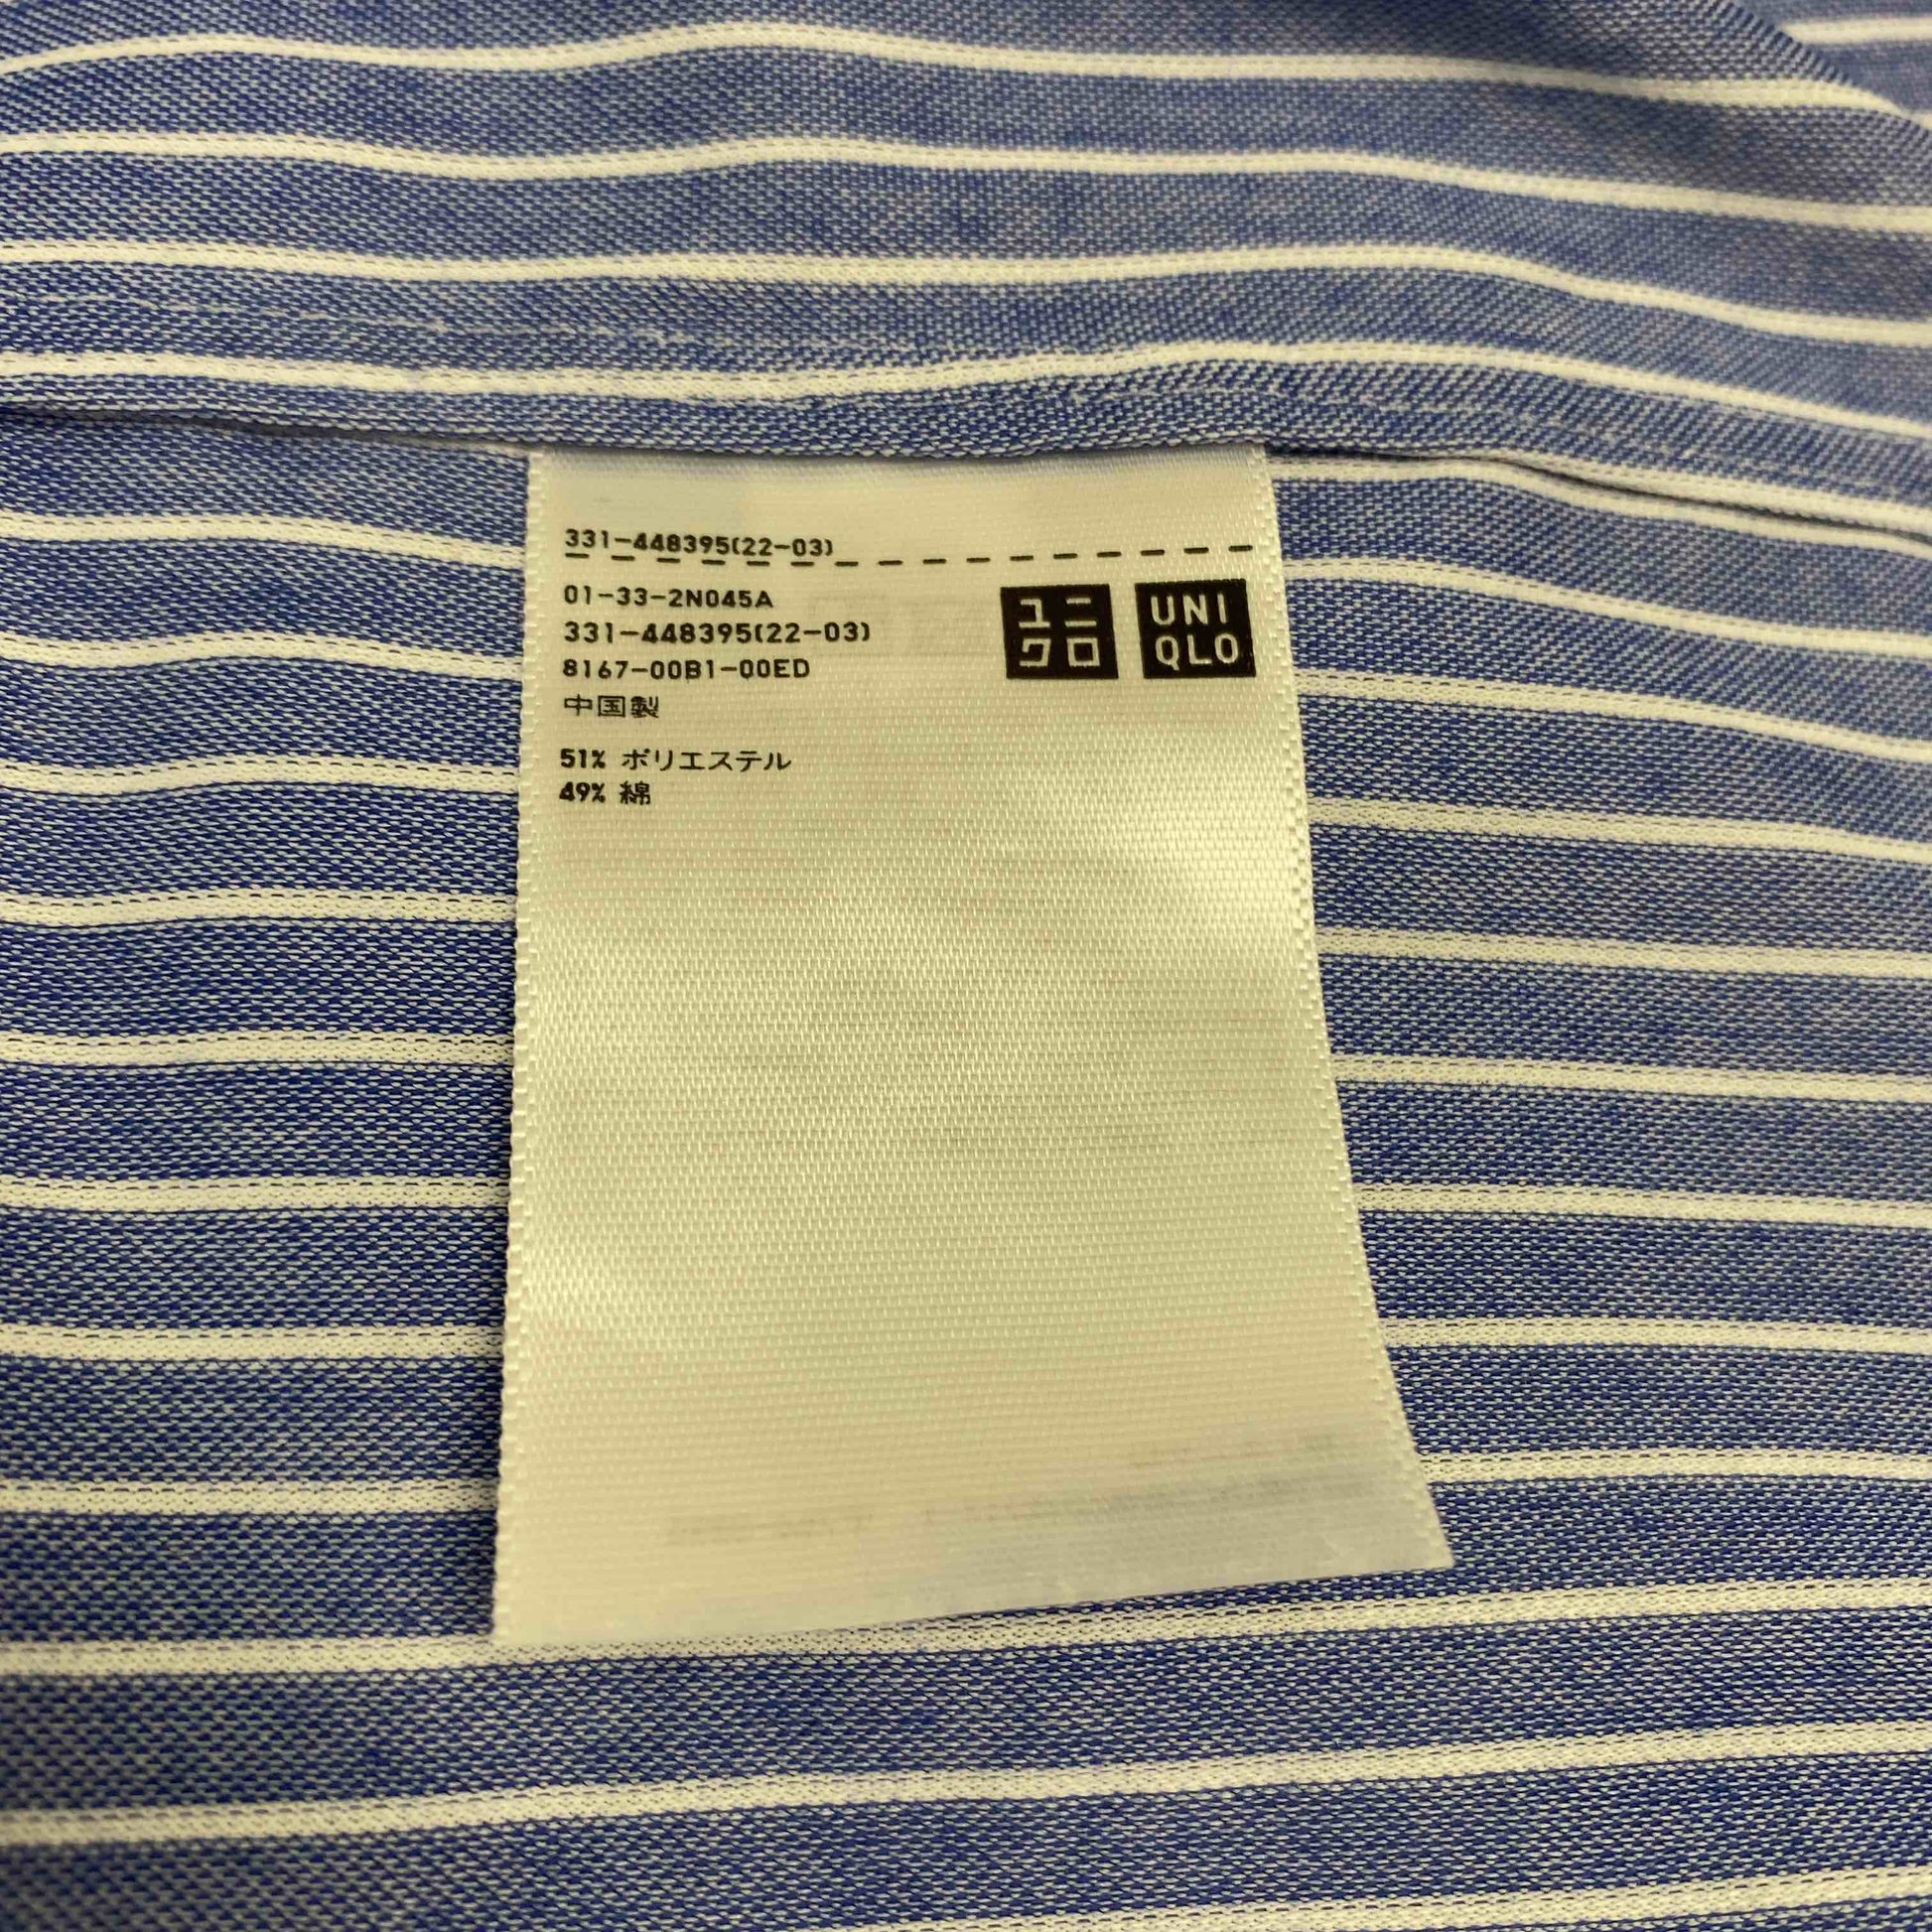 331-448395(22-03)
01-33-2N045A
331-448395(22-03)
8167-00B1-00ED
中国製
51% ポリエステル
49% 綿
ユニ
クロ
UNI
QLO